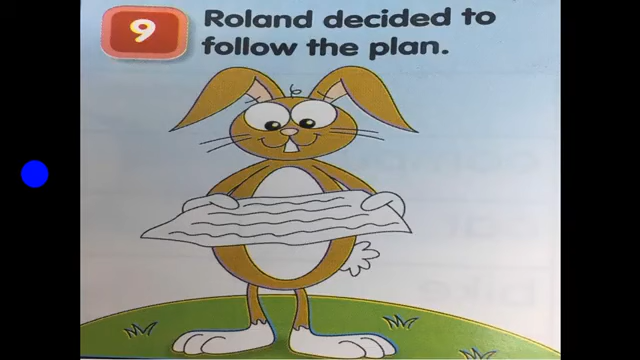 9
Roland decided to
follow the plan.